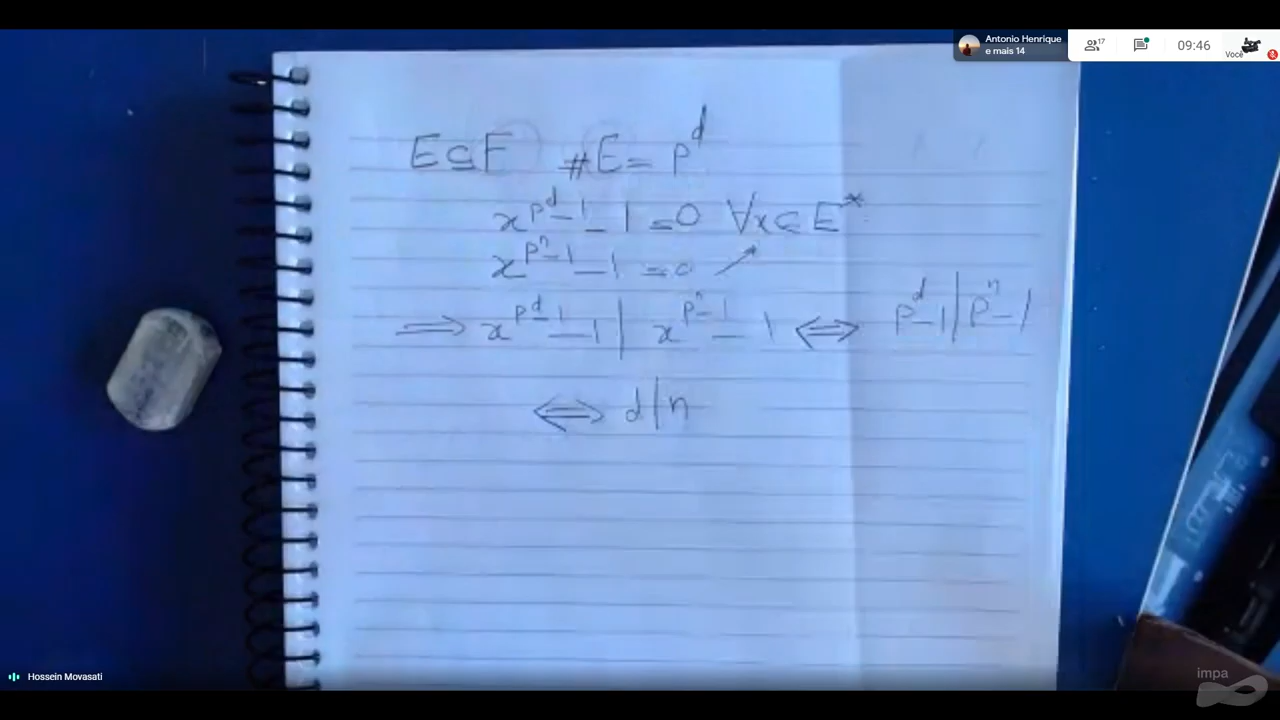 Antonio Henrique
e mais 14
17
09:46
Você
E ⊆ F #E = p^d
x^{p^d-1} - 1 = 0 ∀x ∈ E^*
x^{p^n-1} - 1 = 0 ↗
⟹ x^{p^d-1} - 1 | x^{p^n-1} - 1 ⟺ p^d-1 | p^n-1
⟺ d | n
Hossein Movasati
impa